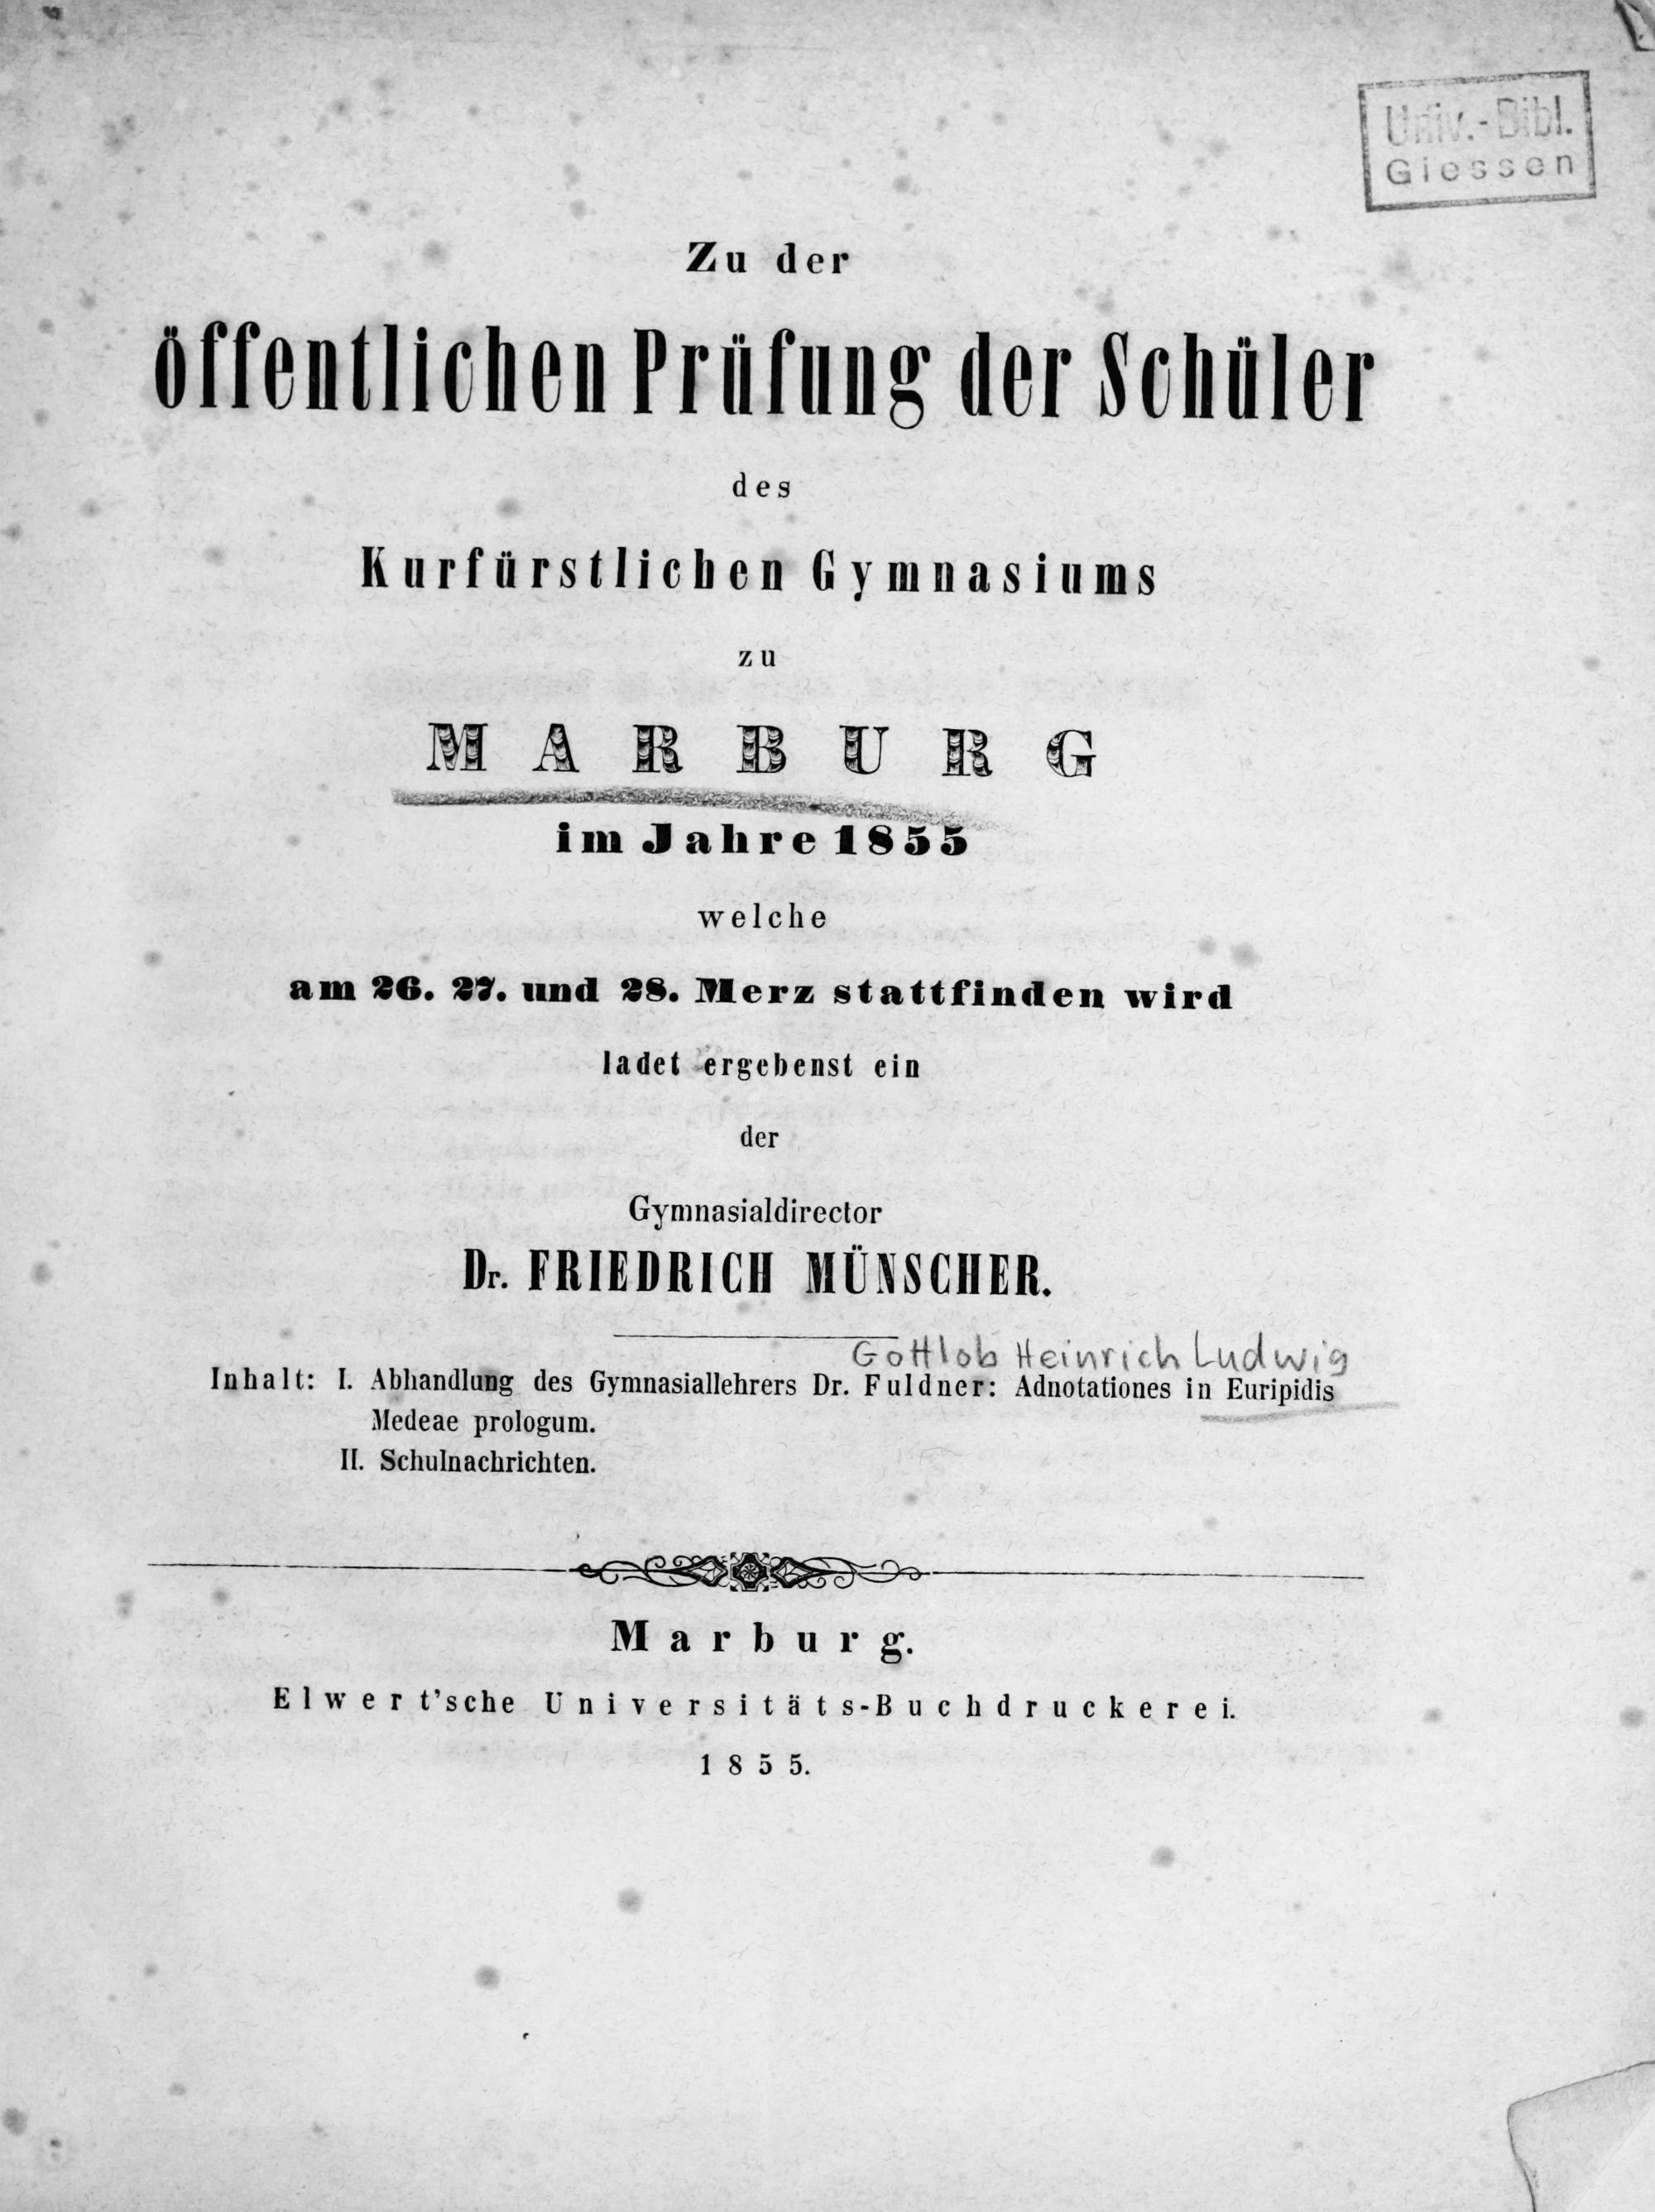 Univ.-Bibl.
Giessen
Zu der
öffentlichen Prüfung der Schüler
des
Kurfürstlichen Gymnasiums
zu
MARBURG
im Jahre 1855
welche
am 26. 27. und 28. Merz stattfinden wird
ladet ergebenst ein
der
Gymnasialdirector
Dr. FRIEDRICH MÜNSCHER.
Gottlob Heinrich Ludwig
Inhalt: I. Abhandlung des Gymnasiallehrers Dr. Fuldner: Adnotationes in Euripidis
Medeae prologum.
II. Schulnachrichten.
Marburg.
Elwert'sche Universitäts-Buchdruckerei.
1855.